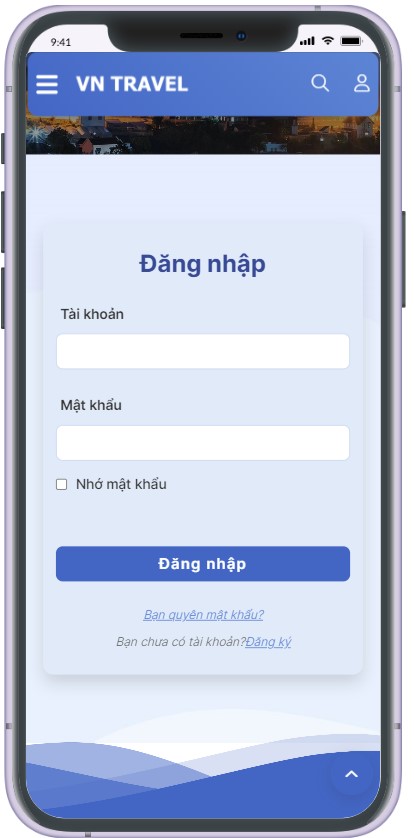 9:41
VN TRAVEL
Đăng nhập
Tài khoản
Mật khẩu
Nhớ mật khẩu
Đăng nhập
Bạn quyên mật khẩu?
Bạn chưa có tài khoản?Đăng ký